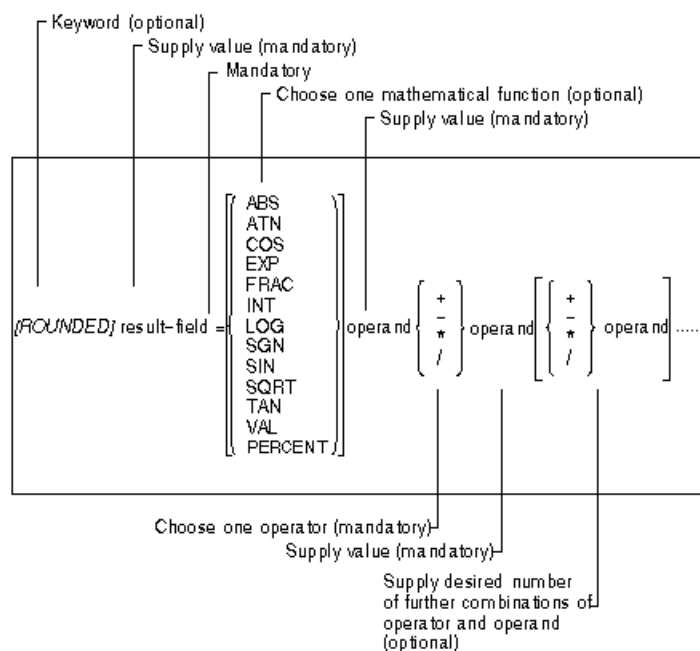 Keyword (optional)
Supply value (mandatory)
Mandatory
Choose one mathematical function (optional)
Supply value (mandatory)
ABS
ATN
COS
EXP
FRAC
INT
LOG
SGN
SIN
SQRT
TAN
VAL
PERCENT
[ROUNDED] result-field = operand { + - * / } operand [ { + - * / } operand ] .....
Choose one operator (mandatory)
Supply value (mandatory)
Supply desired number
of further combinations of
operator and operand
(optional)